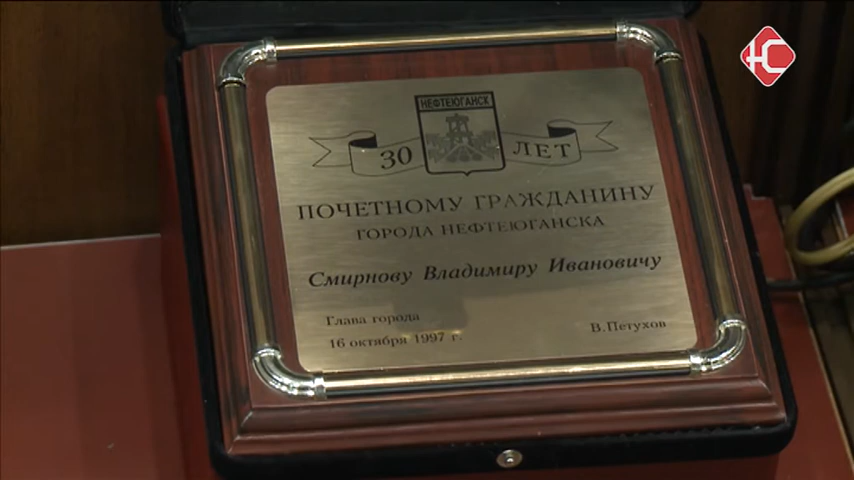 НЕФТЕЮГАНСК
30 ЛЕТ
ПОЧЕТНОМУ ГРАЖДАНИНУ
ГОРОДА НЕФТЕЮГАНСКА
Смирнову Владимиру Ивановичу
Глава города
16 октября 1997 г.
В.Петухов
Ю С